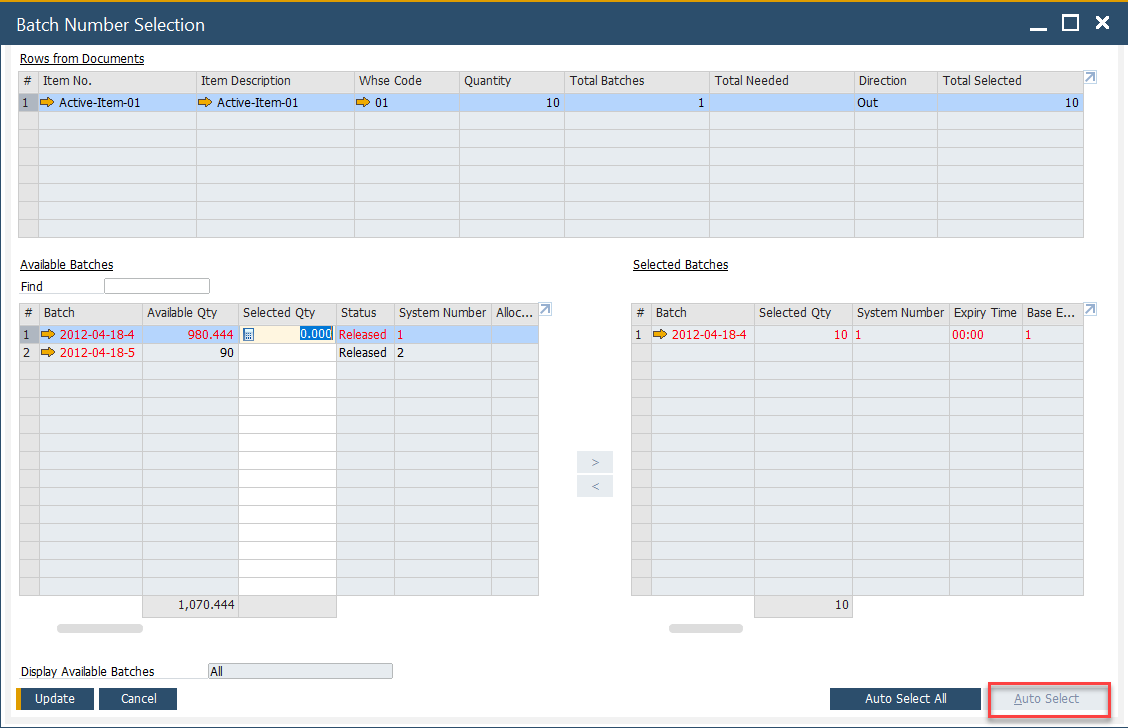 Batch Number Selection
Rows from Documents
# Item No. Item Description Whse Code Quantity Total Batches Total Needed Direction Total Selected
1 Active-Item-01 Active-Item-01 01 10 1 Out 10
Available Batches
Find
# Batch Available Qty Selected Qty Status System Number Alloc...
1 2012-04-18-4 980.444 0.000 Released 1
2 2012-04-18-5 90 Released 2
1,070.444
Selected Batches
# Batch Selected Qty System Number Expiry Time Base E...
1 2012-04-18-4 10 1 00:00 1
10
>
<
Display Available Batches All
Update Cancel Auto Select All Auto Select